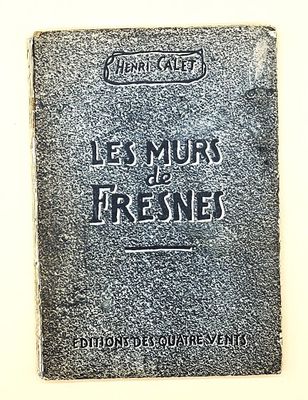 HENRI CALET
LES MURS
de
FRESNES
EDITIONS DES QUATRE VENTS